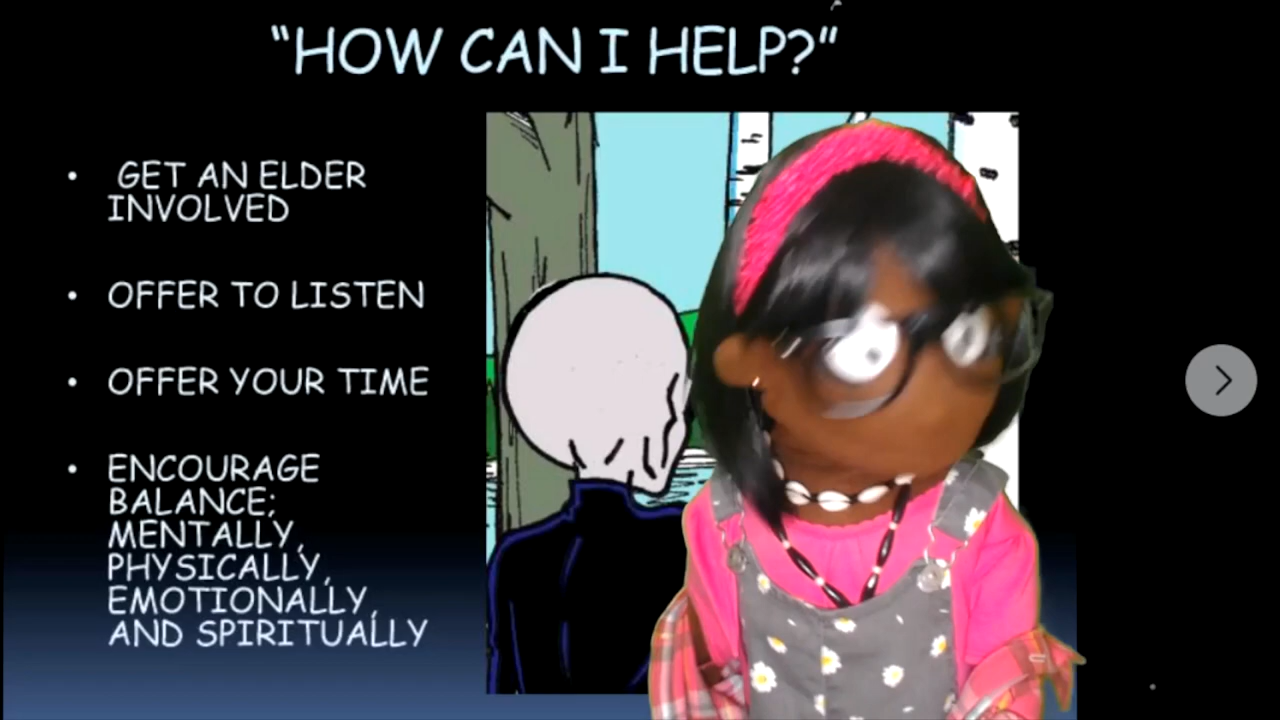 “HOW CAN I HELP?”
• GET AN ELDER
INVOLVED
• OFFER TO LISTEN
• OFFER YOUR TIME
• ENCOURAGE
BALANCE;
MENTALLY,
PHYSICALLY,
EMOTIONALLY,
AND SPIRITUALLY